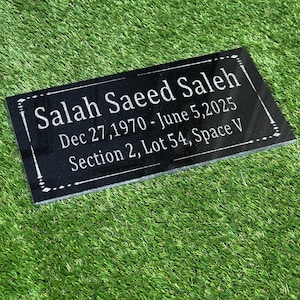 Salah Saeed Saleh
Dec 27,1970 - June 5,2025
Section 2, Lot 54, Space V